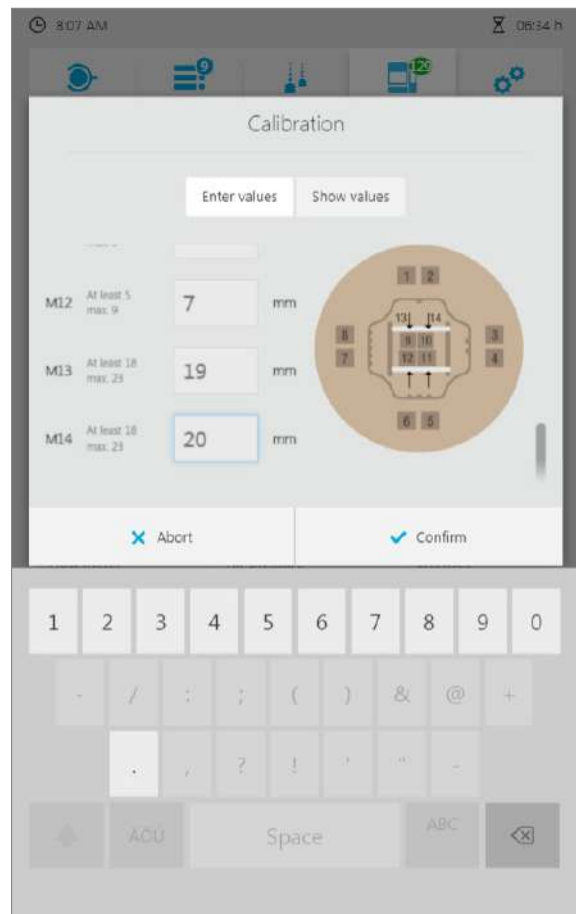 8:07 AM
06:34 h
9
129
Calibration
Enter values Show values
M12 At least 5 max. 9 7 mm
M13 At least 18 max. 23 19 mm
M14 At least 18 max. 23 20 mm
1 2
13 14
8 9 10 3
7 12 11 4
6 5
Abort Confirm
1 2 3 4 5 6 7 8 9 0
- / : ; ( ) & @ +
. , ? ! ' " -
AOU Space ABC